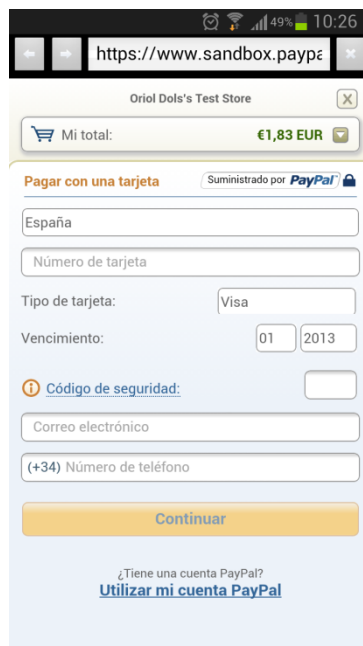 49% 10:26
https://www.sandbox.paypa
Oriol Dols's Test Store X
Mi total: €1,83 EUR
Pagar con una tarjeta Suministrado por PayPal
España
Número de tarjeta
Tipo de tarjeta: Visa
Vencimiento: 01 2013
Código de seguridad:
Correo electrónico
(+34) Número de teléfono
Continuar
¿Tiene una cuenta PayPal?
Utilizar mi cuenta PayPal